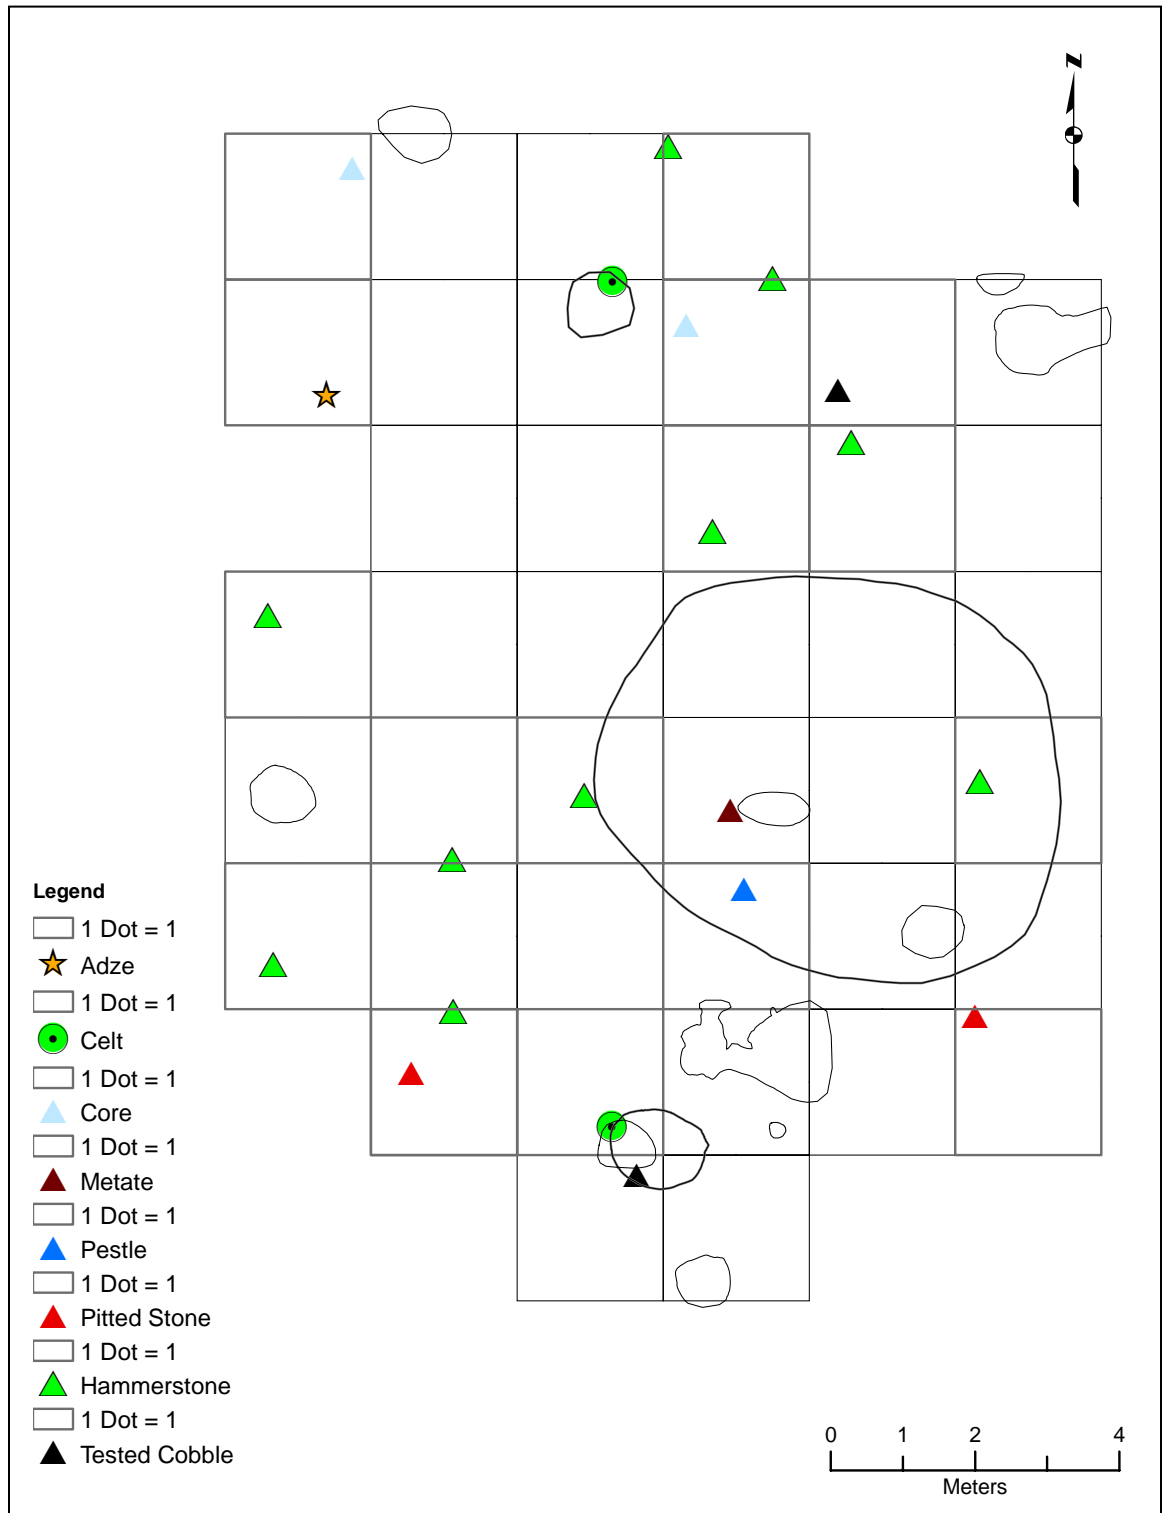 N
Legend
1 Dot = 1
Adze
1 Dot = 1
Celt
1 Dot = 1
Core
1 Dot = 1
Metate
1 Dot = 1
Pestle
1 Dot = 1
Pitted Stone
1 Dot = 1
Hammerstone
1 Dot = 1
Tested Cobble
0 1 2 4
Meters